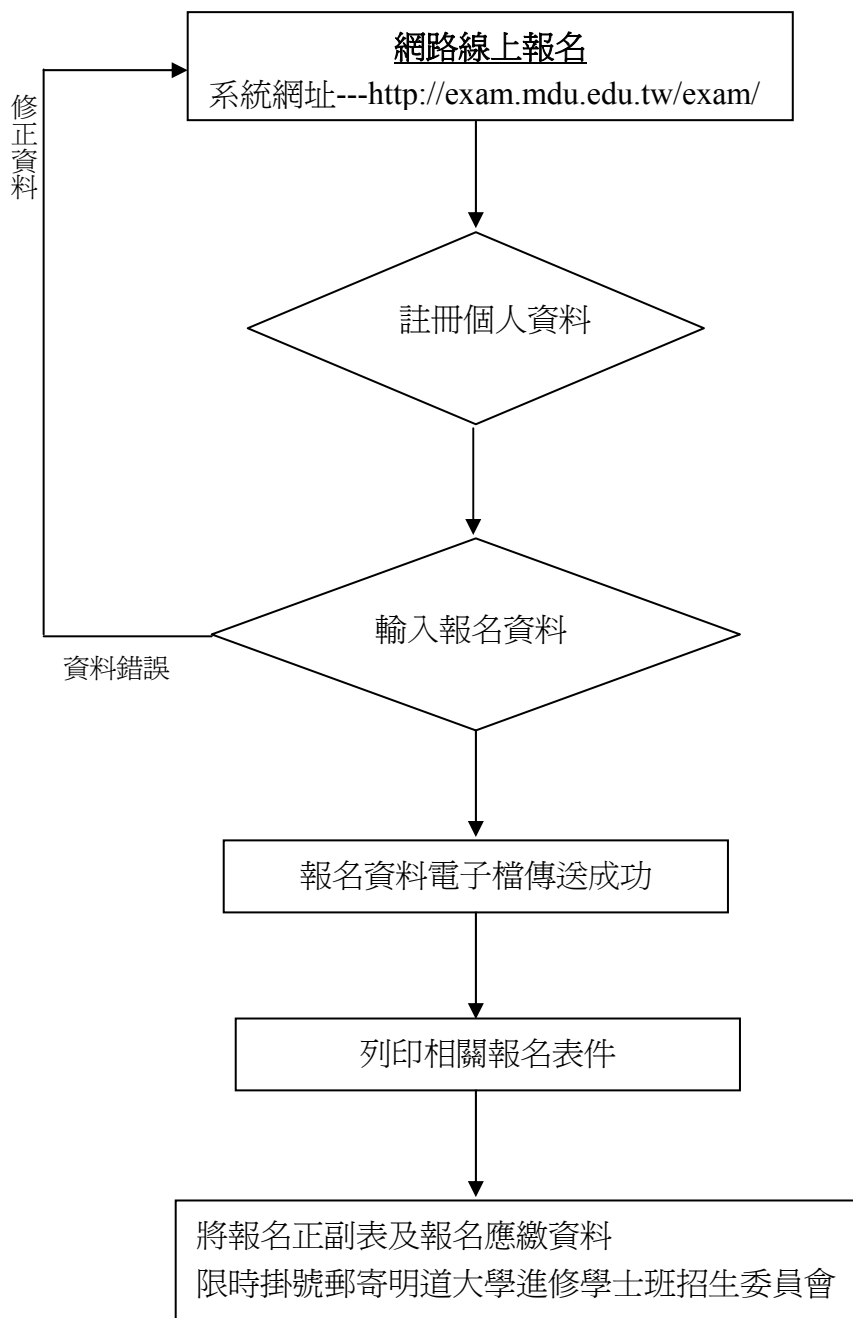 網路線上報名
系統網址---http://exam.mdu.edu.tw/exam/
修正資料
註冊個人資料
輸入報名資料
資料錯誤
報名資料電子檔傳送成功
列印相關報名表件
將報名正副表及報名應繳資料
限時掛號郵寄明道大學進修學士班招生委員會